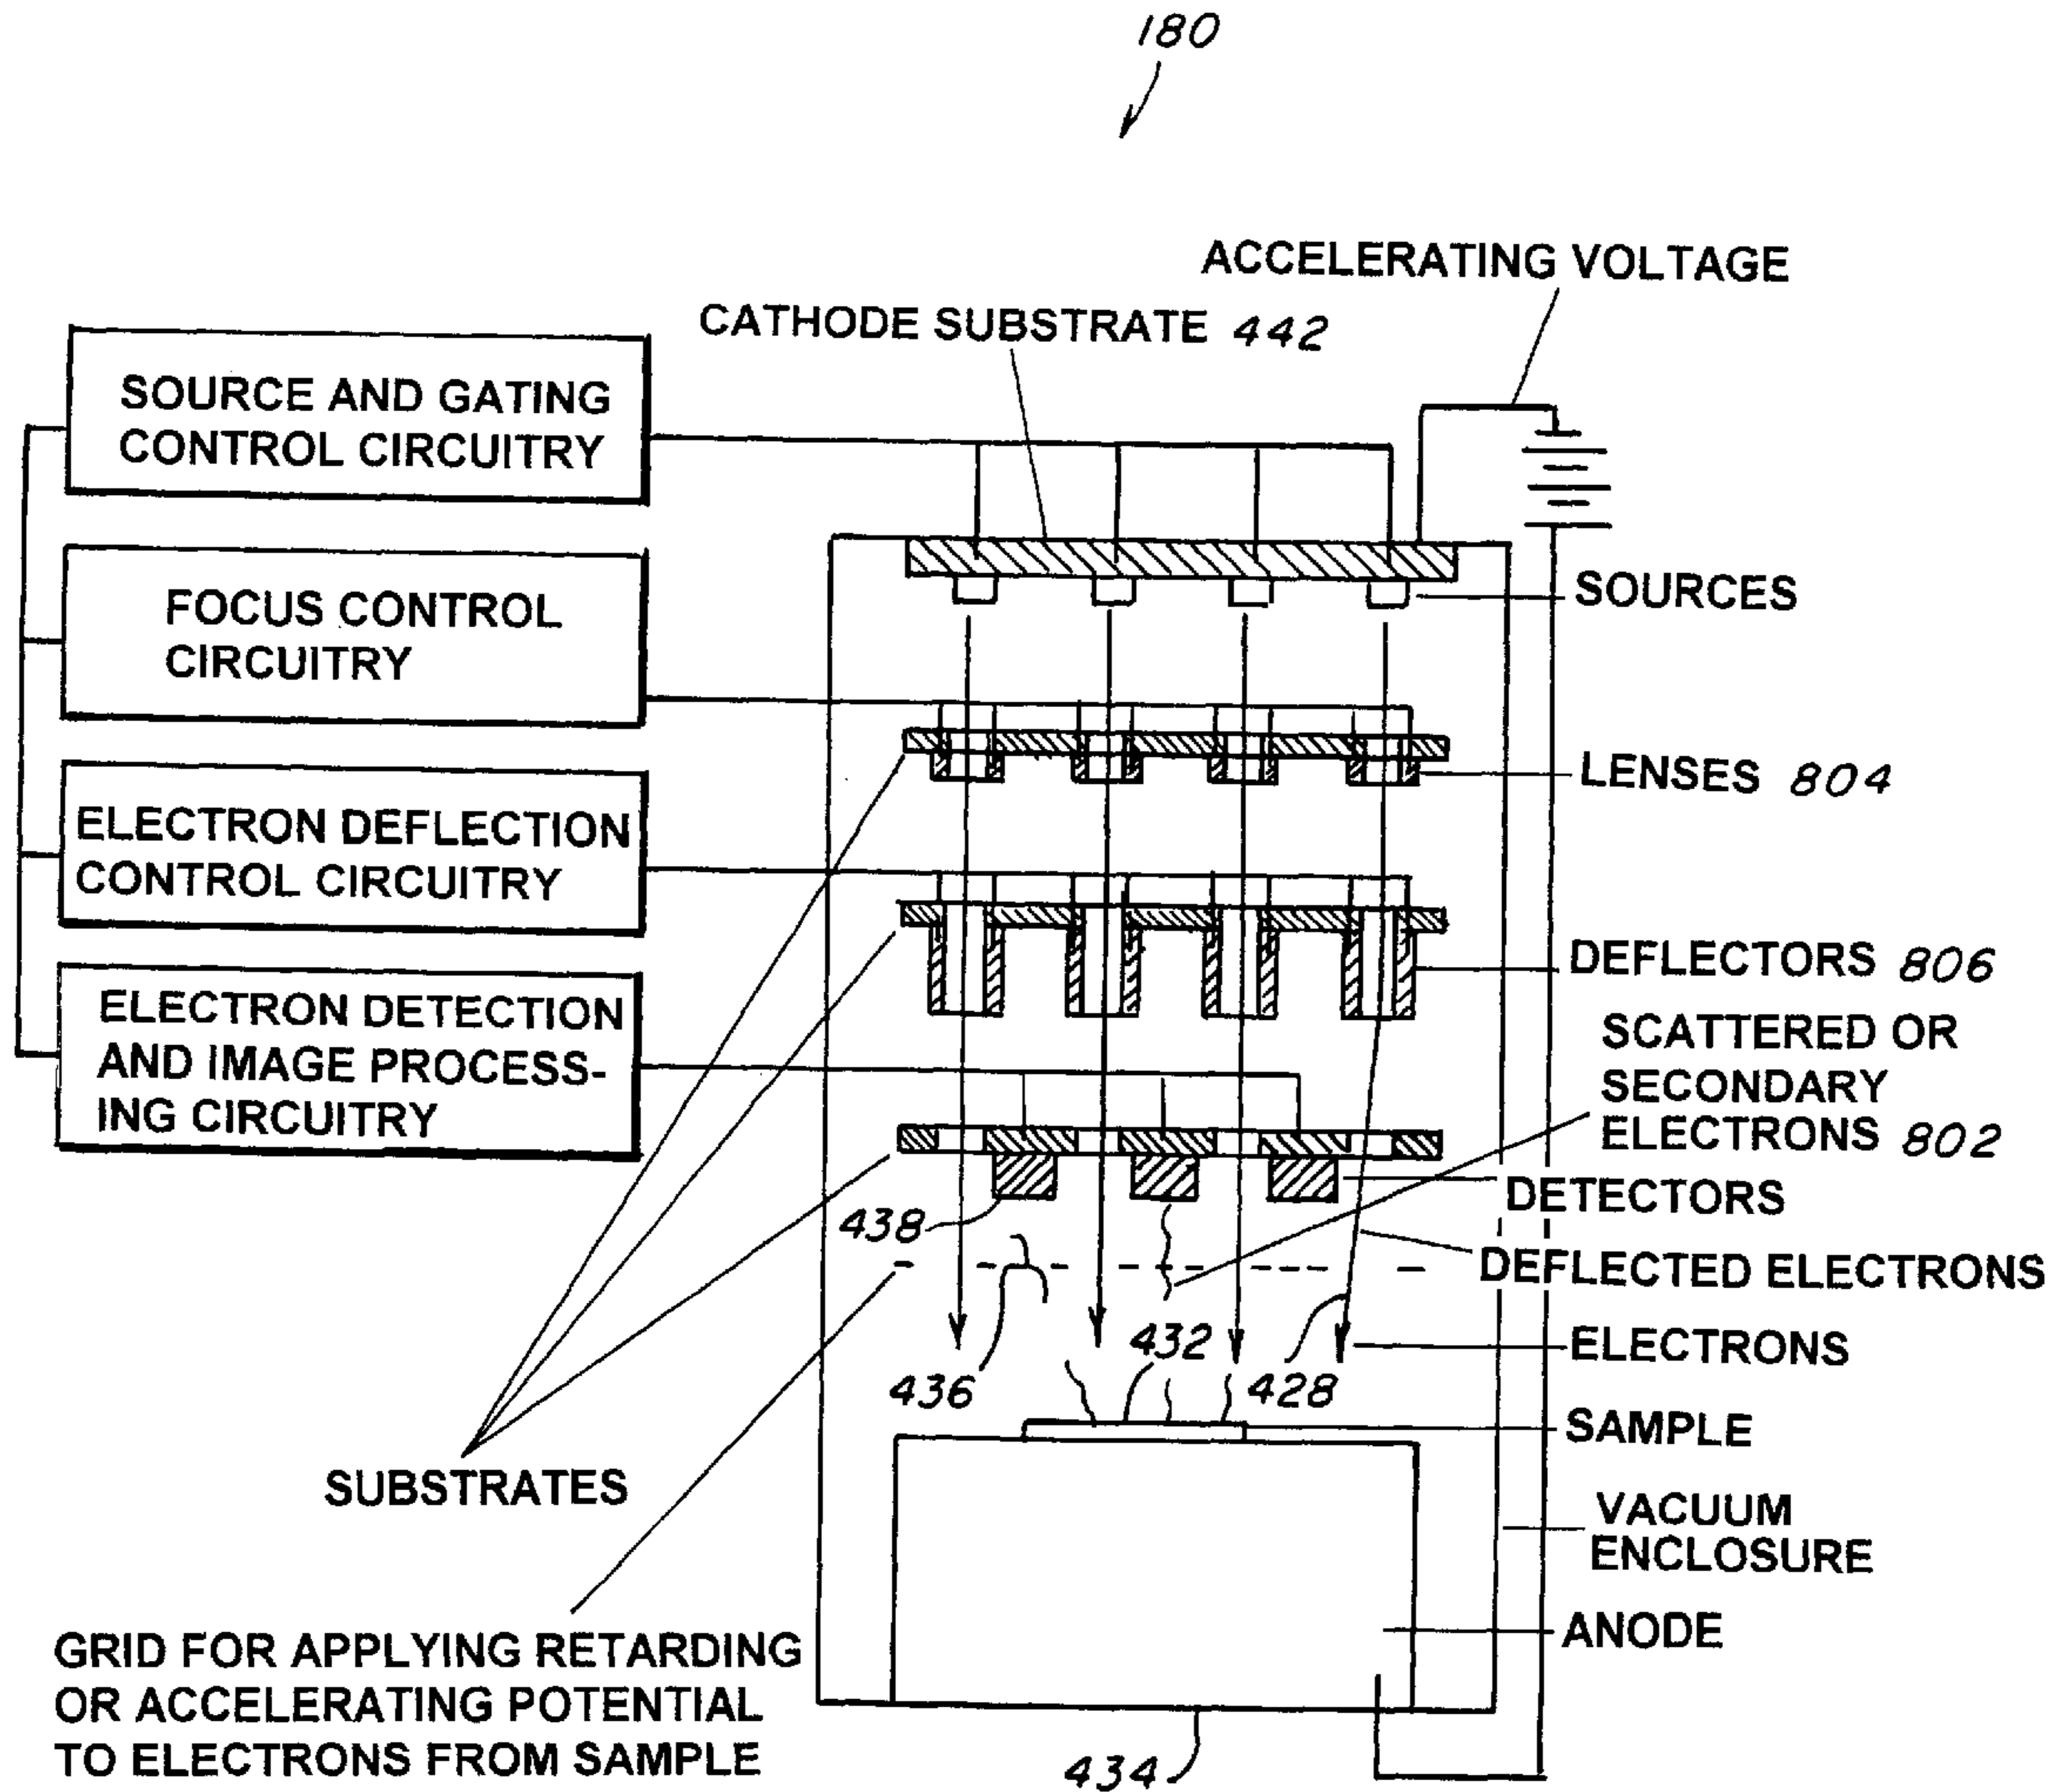 180
ACCELERATING VOLTAGE
CATHODE SUBSTRATE 442
SOURCE AND GATING
CONTROL CIRCUITRY
FOCUS CONTROL
CIRCUITRY
ELECTRON DEFLECTION
CONTROL CIRCUITRY
ELECTRON DETECTION
AND IMAGE PROCESS-
ING CIRCUITRY
SOURCES
LENSES 804
DEFLECTORS 806
SCATTERED OR
SECONDARY
ELECTRONS 802
DETECTORS
438
DEFLECTED ELECTRONS
432
ELECTRONS
436
428
SAMPLE
SUBSTRATES
VACUUM
ENCLOSURE
ANODE
GRID FOR APPLYING RETARDING
OR ACCELERATING POTENTIAL
TO ELECTRONS FROM SAMPLE
434